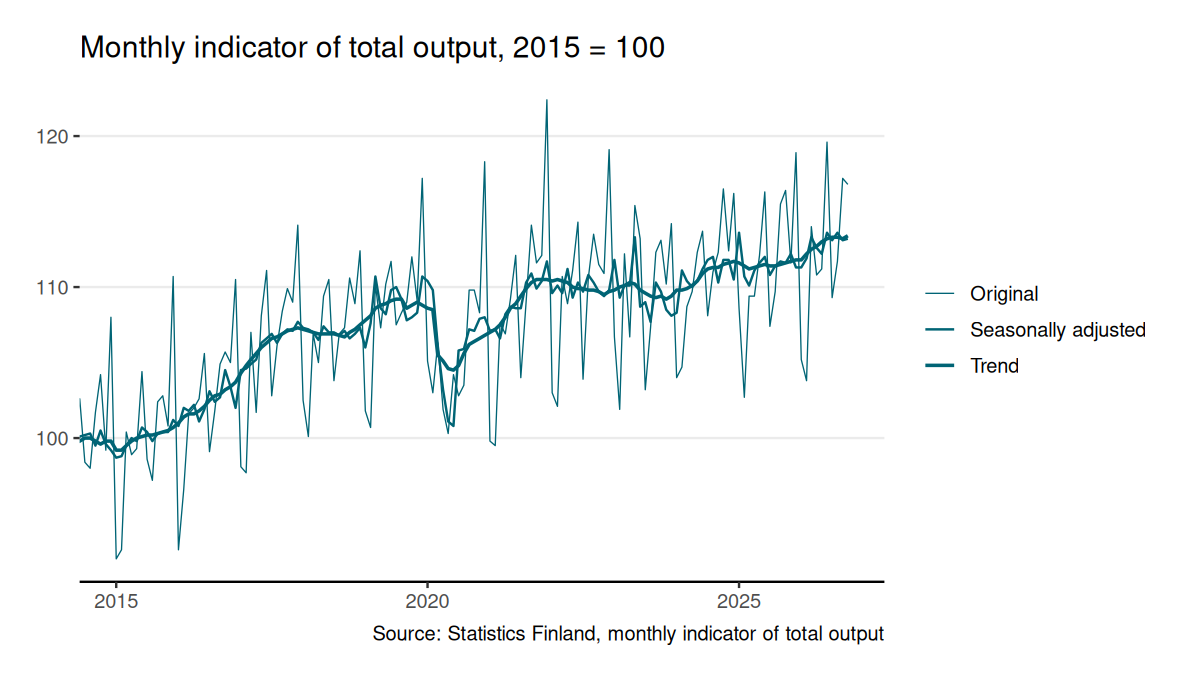 Monthly indicator of total output, 2015 = 100
120
110
100
Original
Seasonally adjusted
Trend
2015 2020 2025
Source: Statistics Finland, monthly indicator of total output